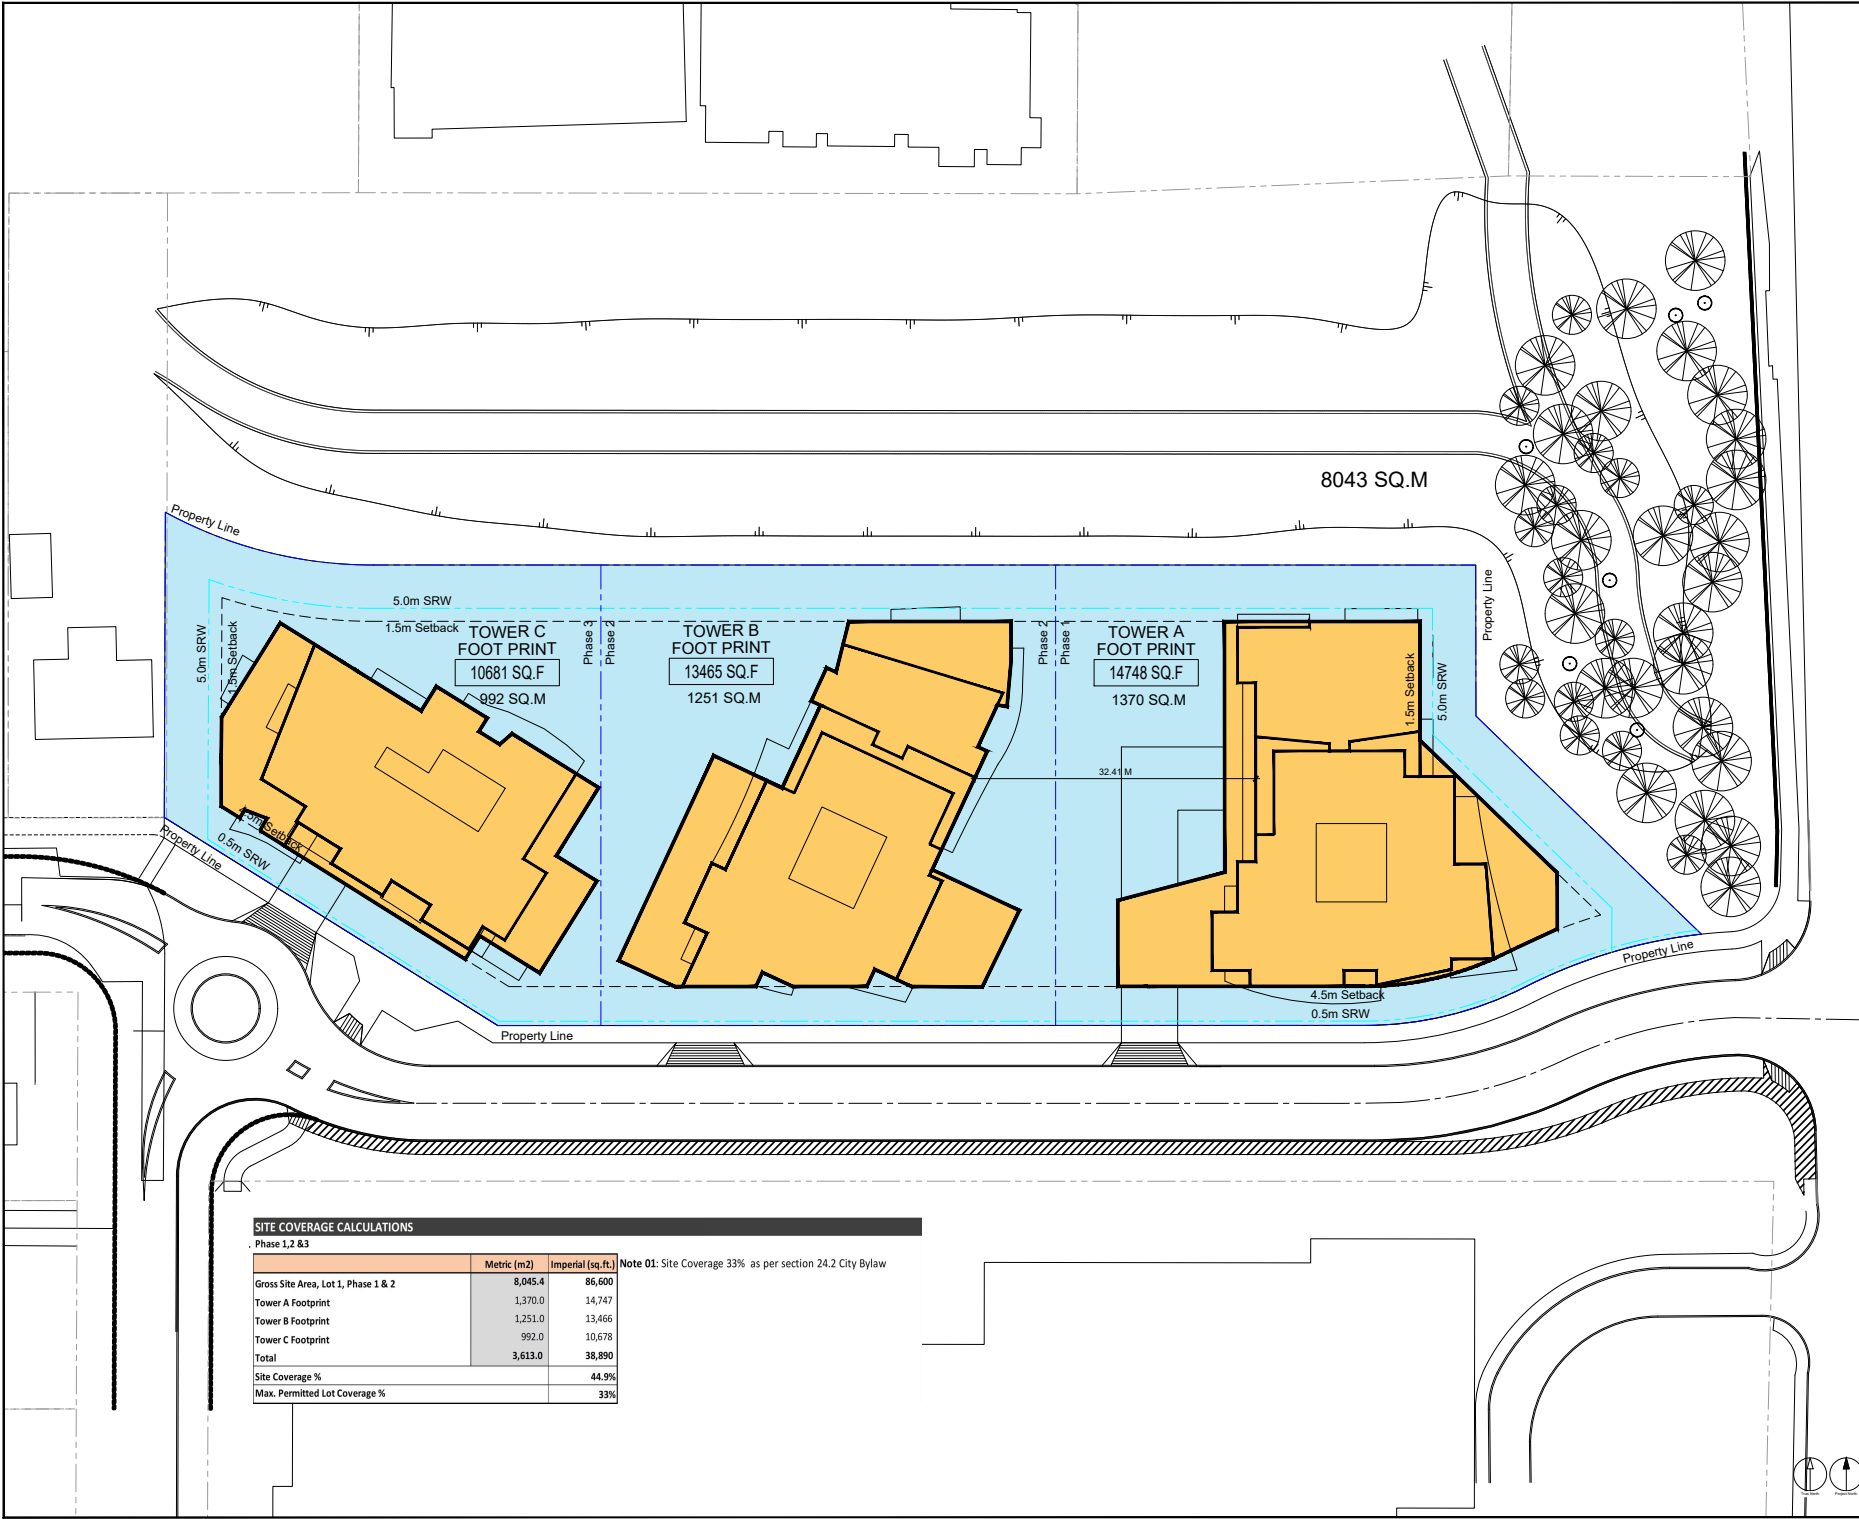 8043 SQ.M
Property Line
5.0m SRW
1.5m Setback
5.0m SRW
1.5m Setback
TOWER C
FOOT PRINT
10681 SQ.F
992 SQ.M
Phase 3
Phase 2
TOWER B
FOOT PRINT
13465 SQ.F
1251 SQ.M
Phase 2
Phase 1
TOWER A
FOOT PRINT
14748 SQ.F
1370 SQ.M
1.5m Setback
5.0m SRW
Property Line
32.41 M
4.5m Setback
0.5m SRW
Property Line
Property Line
4.5m Setback
0.5m SRW
Property Line
SITE COVERAGE CALCULATIONS
. Phase 1,2 &3
Metric (m2) Imperial (sq.ft.)
Note 01: Site Coverage 33% as per section 24.2 City Bylaw
Gross Site Area, Lot 1, Phase 1 & 2 8,045.4 86,600
Tower A Footprint 1,370.0 14,747
Tower B Footprint 1,251.0 13,466
Tower C Footprint 992.0 10,678
Total 3,613.0 38,890
Site Coverage % 44.9%
Max. Permitted Lot Coverage % 33%
True North
Project North